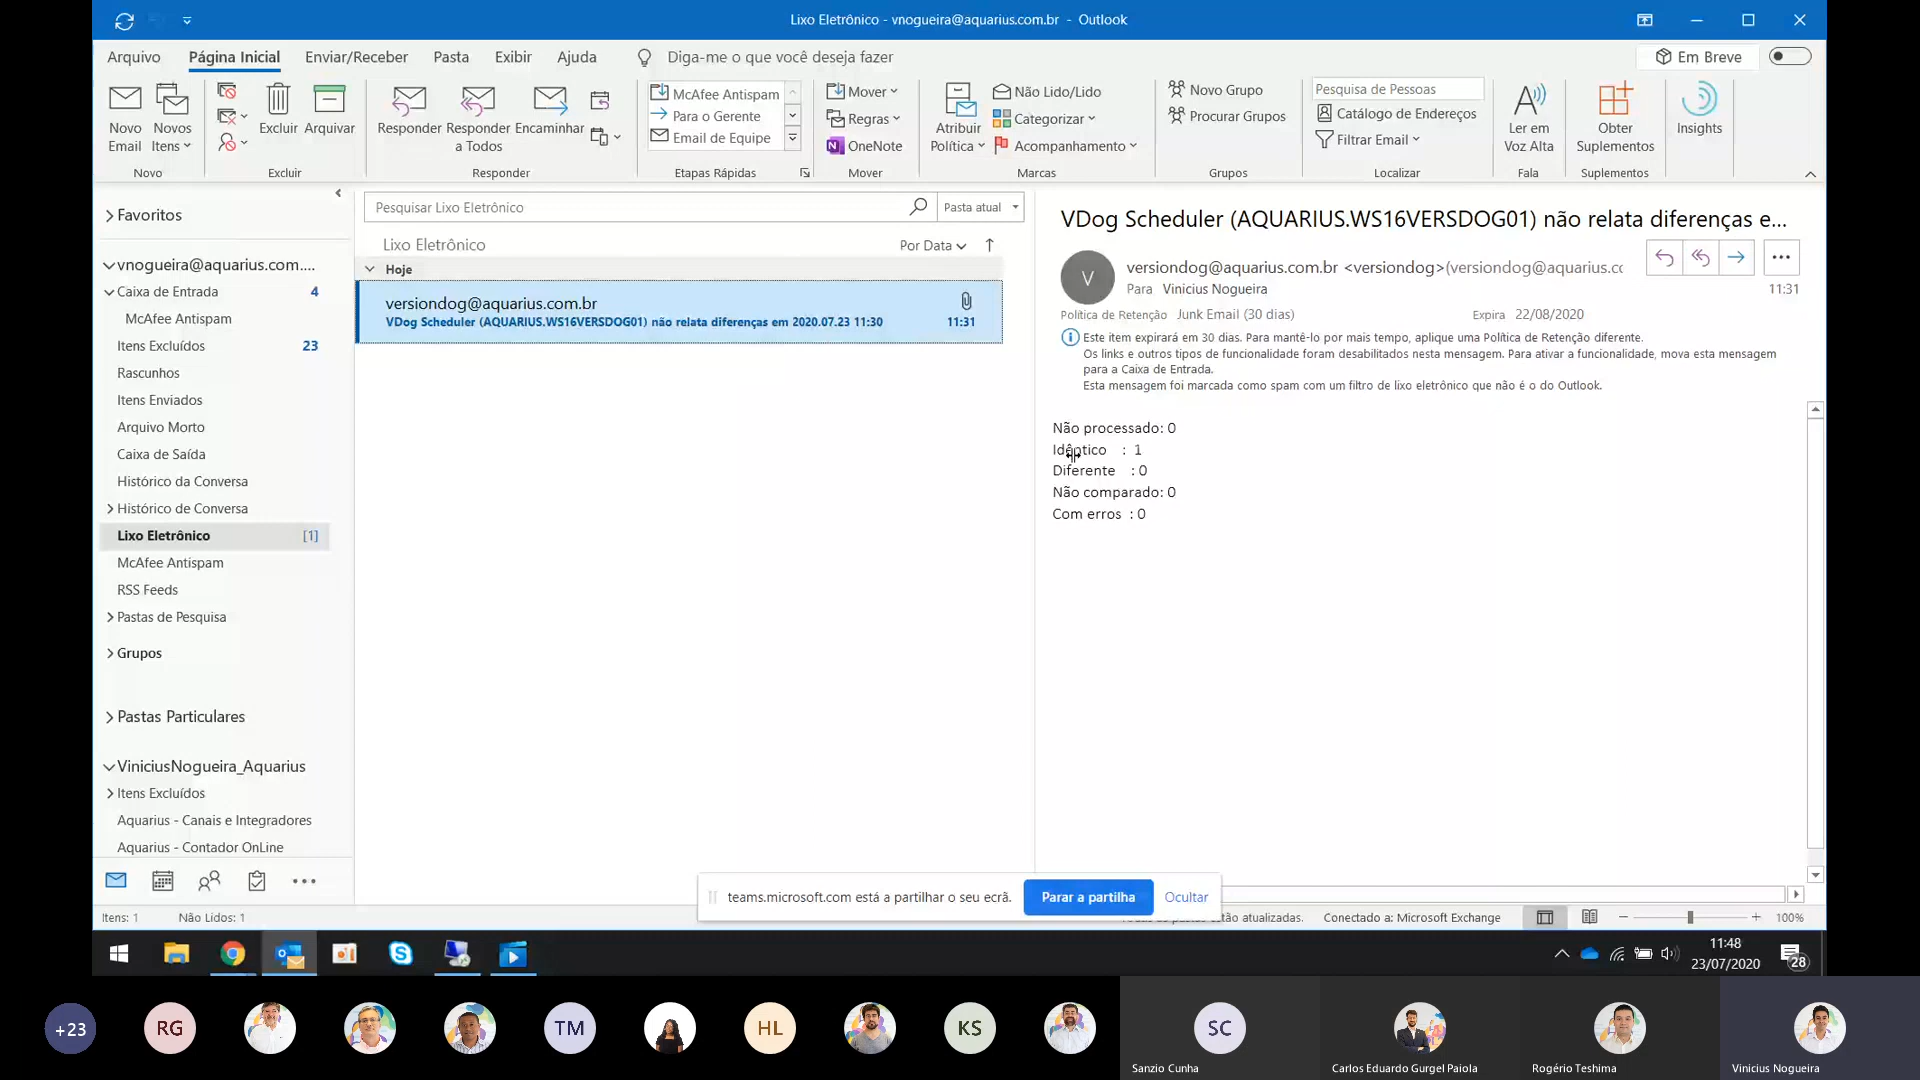 Lixo Eletrônico - vnogueira@aquarius.com.br - Outlook
Arquivo
Página Inicial
Enviar/Receber
Pasta
Exibir
Ajuda
Diga-me o que você deseja fazer
Em Breve
Novo Email
Novos Itens
Novo
Excluir
Arquivar
Excluir
Responder
Responder a Todos
Encaminhar
Responder
McAfee Antispam
Para o Gerente
Email de Equipe
Etapas Rápidas
Mover
Regras
OneNote
Mover
Atribuir Política
Não Lido/Lido
Categorizar
Acompanhamento
Marcas
Novo Grupo
Procurar Grupos
Grupos
Pesquisa de Pessoas
Catálogo de Endereços
Filtrar Email
Localizar
Ler em Voz Alta
Fala
Obter Suplementos
Suplementos
Insights
Favoritos
vnogueira@aquarius.com....
Caixa de Entrada 4
McAfee Antispam
Itens Excluídos 23
Rascunhos
Itens Enviados
Arquivo Morto
Caixa de Saída
Histórico da Conversa
Histórico de Conversa
Lixo Eletrônico [1]
McAfee Antispam
RSS Feeds
Pastas de Pesquisa
Grupos
Pastas Particulares
ViniciusNogueira_Aquarius
Itens Excluídos
Aquarius - Canais e Integradores
Aquarius - Contador OnLine
Itens: 1
Não Lidos: 1
Pesquisar Lixo Eletrônico
Pasta atual
Lixo Eletrônico
Por Data
Hoje
versiondog@aquarius.com.br
VDog Scheduler (AQUARIUS.WS16VERSDOG01) não relata diferenças em 2020.07.23 11:30 11:31
VDog Scheduler (AQUARIUS.WS16VERSDOG01) não relata diferenças e...
V
versiondog@aquarius.com.br <versiondog>(versiondog@aquarius.cc
Para Vinicius Nogueira
11:31
Política de Retenção Junk Email (30 dias)
Expira 22/08/2020
Este item expirará em 30 dias. Para mantê-lo por mais tempo, aplique uma Política de Retenção diferente.
Os links e outros tipos de funcionalidade foram desabilitados nesta mensagem. Para ativar a funcionalidade, mova esta mensagem
para a Caixa de Entrada.
Esta mensagem foi marcada como spam com um filtro de lixo eletrônico que não é o do Outlook.
Não processado: 0
Idêntico : 1
Diferente : 0
Não comparado: 0
Com erros : 0
teams.microsoft.com está a partilhar o seu ecrã.
Parar a partilha
Ocultar
atualizadas.
Conectado a: Microsoft Exchange
100%
11:48
23/07/2020
28
+23
RG
TM
HL
KS
SC
Sanzio Cunha
Carlos Eduardo Gurgel Paiola
Rogério Teshima
Vinicius Nogueira